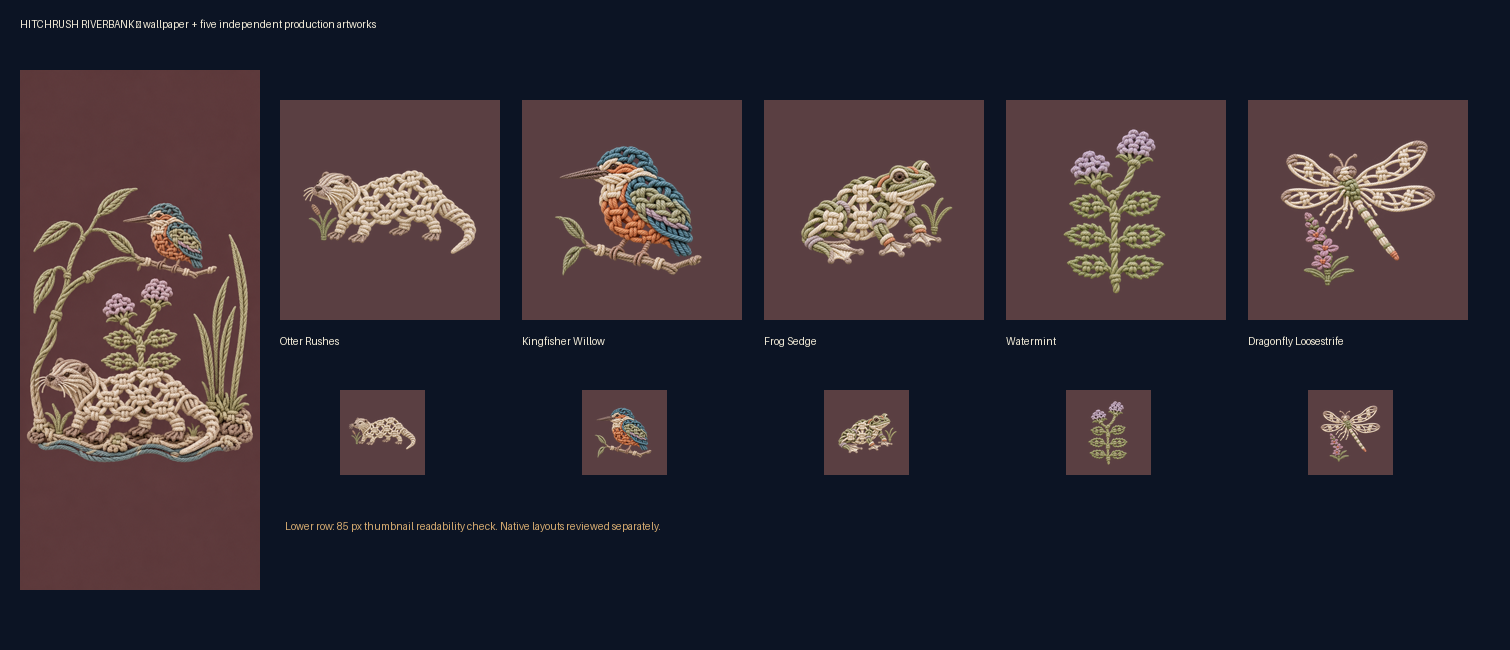 HITCHRUSH RIVERBANK □ wallpaper + five independent production artworks
Otter Rushes
Kingfisher Willow
Frog Sedge
Watermint
Dragonfly Loosestrife
Lower row: 85 px thumbnail readability check. Native layouts reviewed separately.